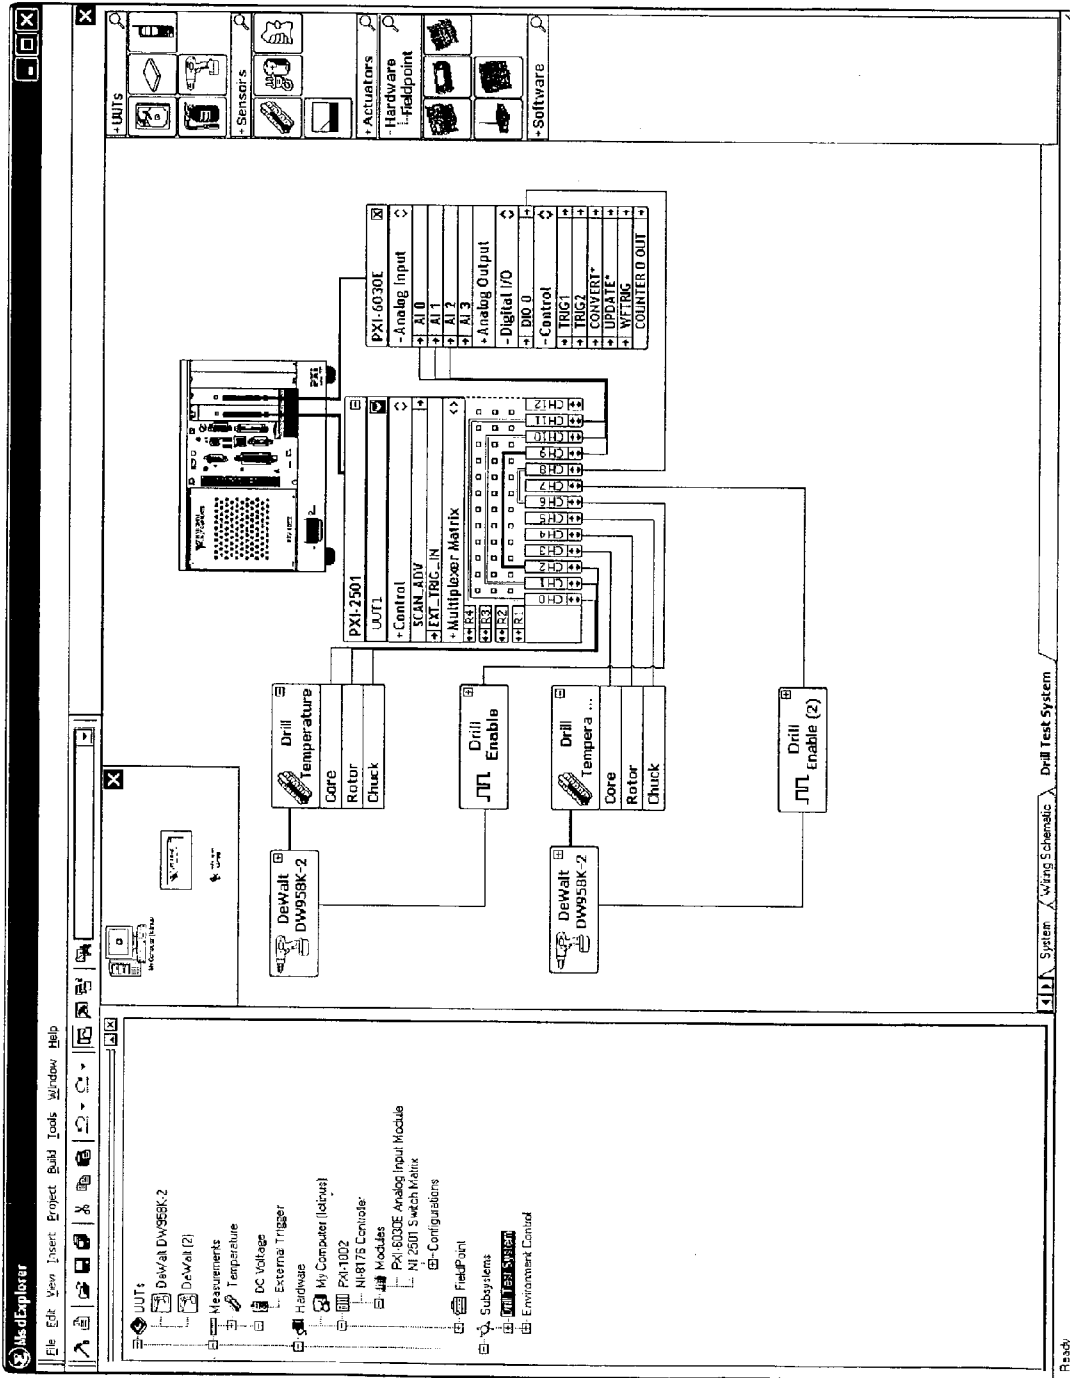 MsdExplorer
File Edit View Insert Project Build Tools Window Help
UUTs
DeWalt DW958K-2
DeWalt (2)
Measurements
Temperature
DC Voltage
External Trigger
Hardware
My Computer (lotinus)
PXI-1002
NI-8176 Controller
Modules
PXI-6030E Analog Input Module
NI 2501 Switch Matrix
Configurations
FieldPoint
Subsystems
Drill Test System
Environment Control
DeWalt
DW958K-2
Drill
Temperature
Core
Rotor
Chuck
Drill
Enable
DeWalt
DW958K-2
Drill
Tempera ...
Core
Rotor
Chuck
Drill
Enable (2)
PXI-2501
UUT1
+Control
SCAN_ADV
EXT_TRIG_IN
+Multiplexer Matrix
R4
R3
R2
R1
CH0
CH1
CH2
CH3
CH4
CH5
CH6
CH7
CH8
CH9
CH10
CH11
CH12
PXI-6030E
-Analog Input
AI 0
AI 1
AI 2
AI 3
+Analog Output
-Digital I/O
DIO 0
-Control
TRIG1
TRIG2
CONVERT*
UPDATE*
WFTRIG
COUNTER 0 OUT
+UUTs
+Sensors
+Actuators
-Hardware
Fieldpoint
+Software
System
Wiring Schematic
Drill Test System
Ready